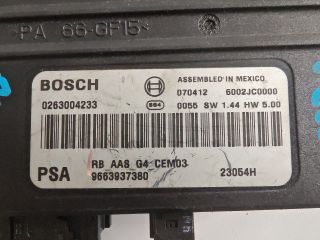 >PA 66-GF15<
BOSCH
ASSEMBLED IN MEXICO
070412 6002JC0000
0263004233
864 0055 SW 1.44 HW 5.00
PSA
RB AAS G4 CEM03
9663937380
23054H